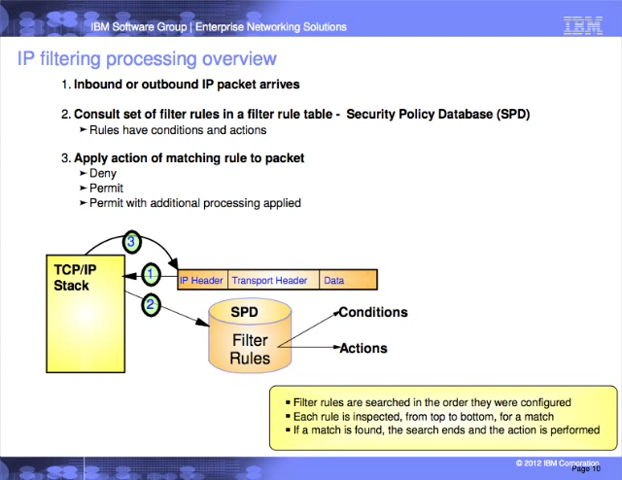 IBM Software Group | Enterprise Networking Solutions
IBM
IP filtering processing overview
1. Inbound or outbound IP packet arrives
2. Consult set of filter rules in a filter rule table - Security Policy Database (SPD)
➤ Rules have conditions and actions
3. Apply action of matching rule to packet
➤ Deny
➤ Permit
➤ Permit with additional processing applied
3
TCP/IP
Stack
1
IP Header
Transport Header
Data
2
SPD
Filter
Rules
Conditions
Actions
▪ Filter rules are searched in the order they were configured
▪ Each rule is inspected, from top to bottom, for a match
▪ If a match is found, the search ends and the action is performed
© 2012 IBM Corporation
Page 10